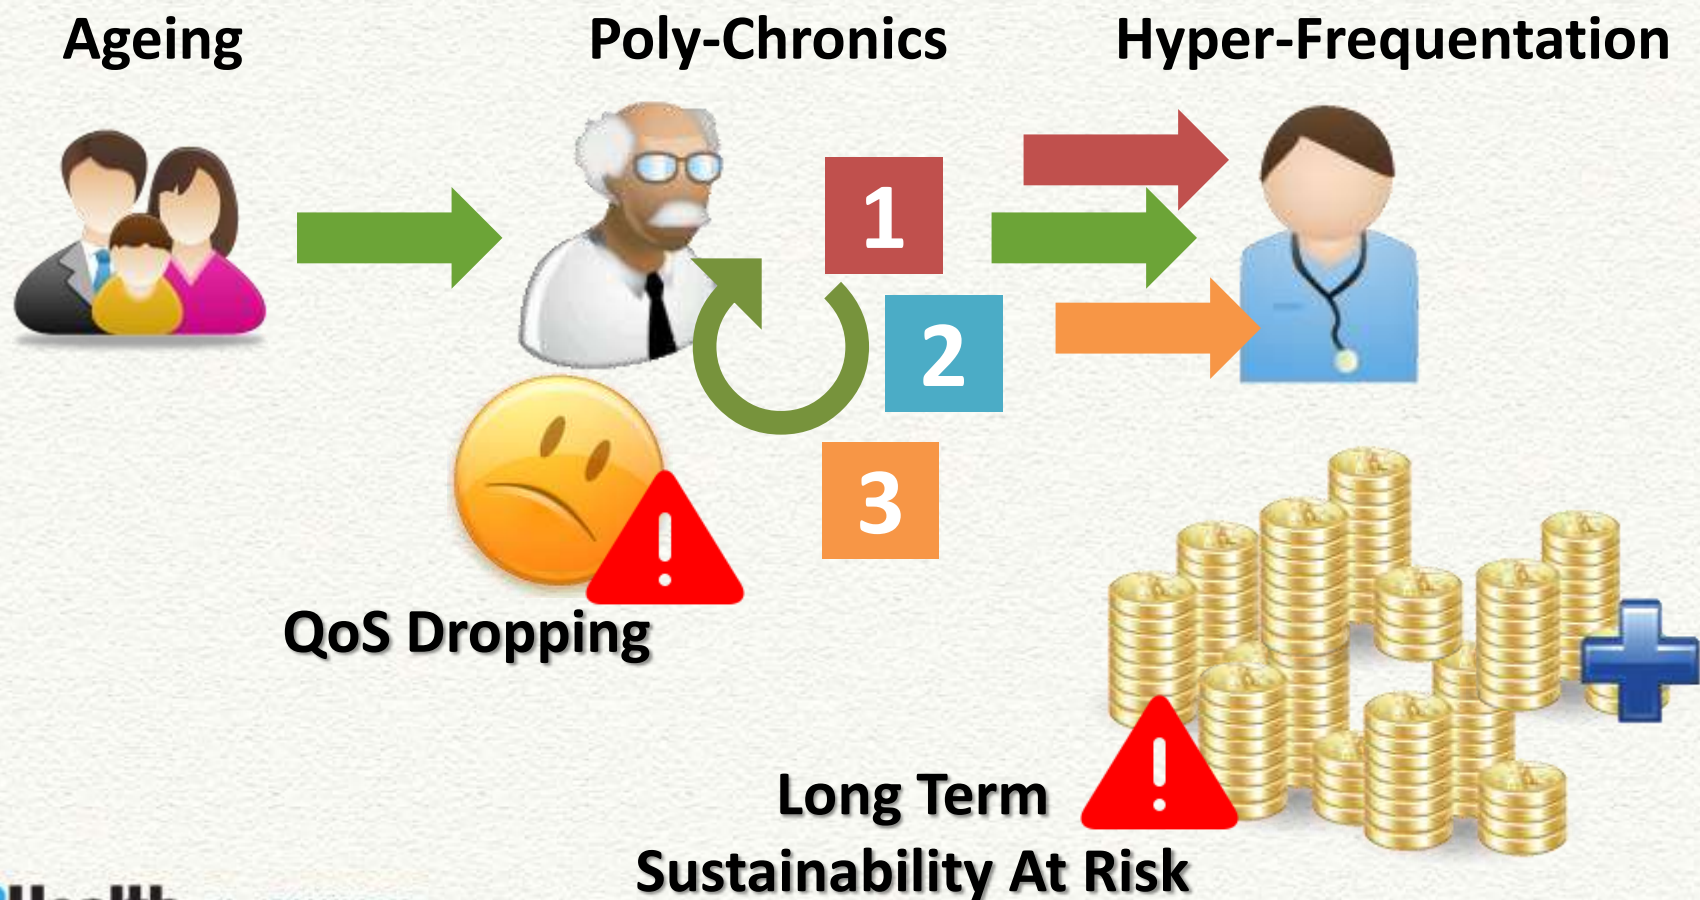 Ageing
Poly-Chronics
Hyper-Frequentation
1
2
3
QoS Dropping
Long Term
Sustainability At Risk